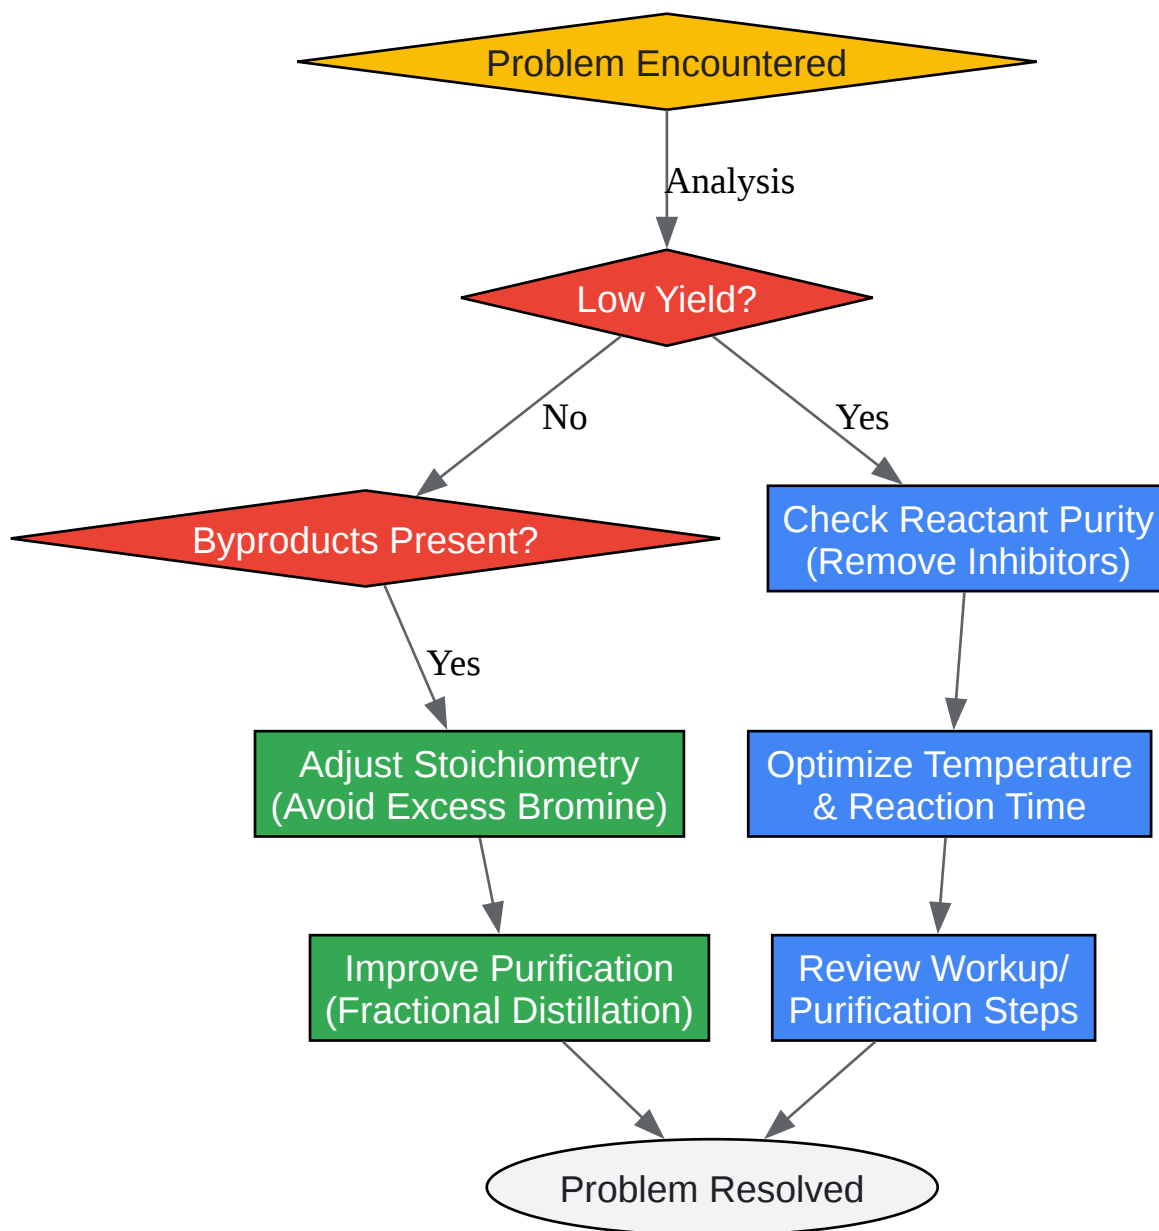 Problem Encountered
Analysis
Low Yield?
No
Yes
Byproducts Present?
Check Reactant Purity
(Remove Inhibitors)
Yes
Adjust Stoichiometry
(Avoid Excess Bromine)
Optimize Temperature
& Reaction Time
Improve Purification
(Fractional Distillation)
Review Workup/
Purification Steps
Problem Resolved